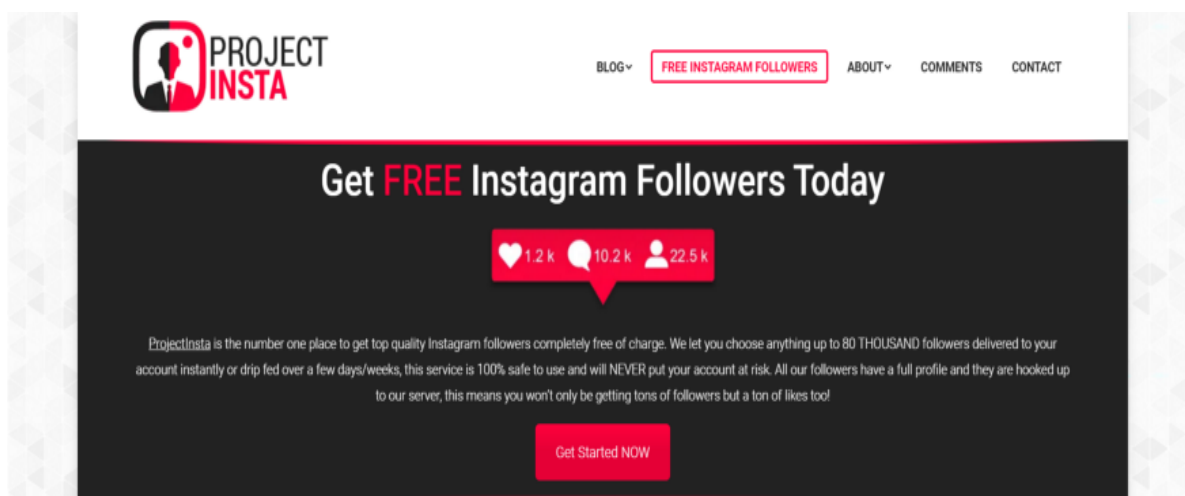 PROJECT
INSTA
BLOG
FREE INSTAGRAM FOLLOWERS
ABOUT
COMMENTS
CONTACT
Get FREE Instagram Followers Today
1.2 k 10.2 k 22.5 k
ProjectInsta is the number one place to get top quality Instagram followers completely free of charge. We let you choose anything up to 80 THOUSAND followers delivered to your
account instantly or drip fed over a few days/weeks, this service is 100% safe to use and will NEVER put your account at risk. All our followers have a full profile and they are hooked up
to our server, this means you won't only be getting tons of followers but a ton of likes too!
Get Started NOW